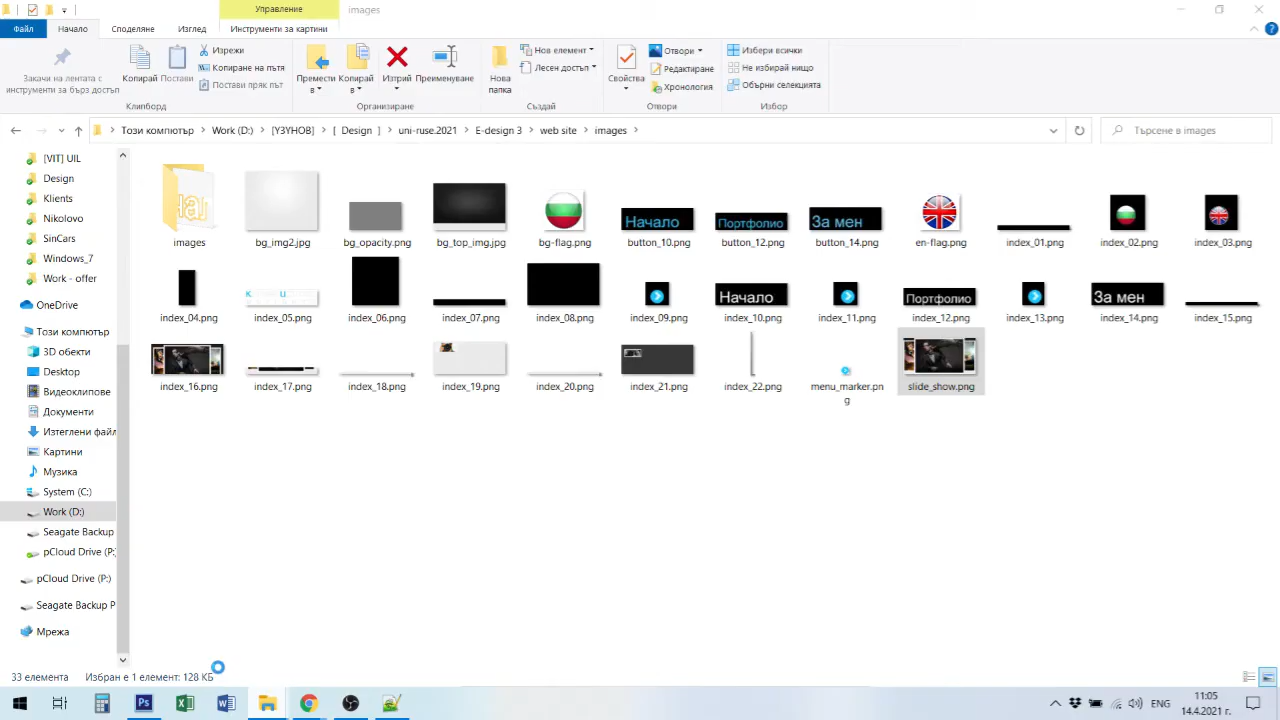 Управление
images
Файл
Начало
Споделяне
Изглед
Инструменти за картини
Закачи на лентата с
инструменти за бърз достъп
Копирай
Постави
Изрежи
Копиране на пътя
Постави пряк път
Клипборд
Премести
в
Копирай
в
Изтрий
Преименуване
Организиране
Нова
папка
Нов елемент
Лесен достъп
Създай
Свойства
Отвори
Редактиране
Хронология
Отвори
Избери всички
Не избирай нищо
Обърни селекцията
Избор
Този компютър
Work (D:)
[УЗУНОВ]
[ Design ]
uni-ruse.2021
E-design 3
web site
images
Търсене в images
[VIT] UIL
Design
Klients
Nikolovo
SinCars
Windows_7
Work - offer
OneDrive
Този компютър
3D обекти
Desktop
Видеоклипове
Документи
Изтеглени файл
Картини
Музика
System (C:)
Work (D:)
Seagate Backup
pCloud Drive (P:
pCloud Drive (P:)
Seagate Backup P
Мрежа
Начало
Портфолио
За мен
images
bg_img2.jpg
bg_opacity.png
bg_top_img.jpg
bg-flag.png
button_10.png
button_12.png
button_14.png
en-flag.png
index_01.png
index_02.png
index_03.png
Начало
Портфолио
За мен
index_04.png
index_05.png
index_06.png
index_07.png
index_08.png
index_09.png
index_10.png
index_11.png
index_12.png
index_13.png
index_14.png
index_15.png
index_16.png
index_17.png
index_18.png
index_19.png
index_20.png
index_21.png
index_22.png
menu_marker.pn
g
slide_show.png
33 елемента
Избран е 1 елемент: 128 КБ
Ps
ENG
11:05
14.4.2021 г.